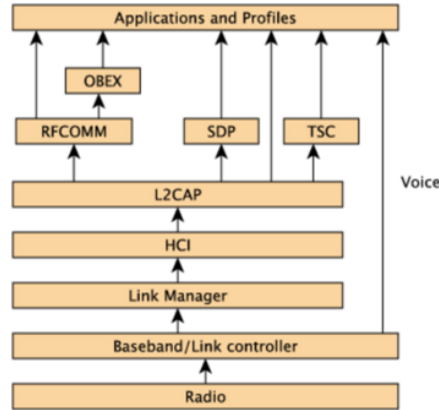 Applications and Profiles
OBEX
RFCOMM
SDP
TSC
L2CAP
Voice
HCI
Link Manager
Baseband/Link controller
Radio